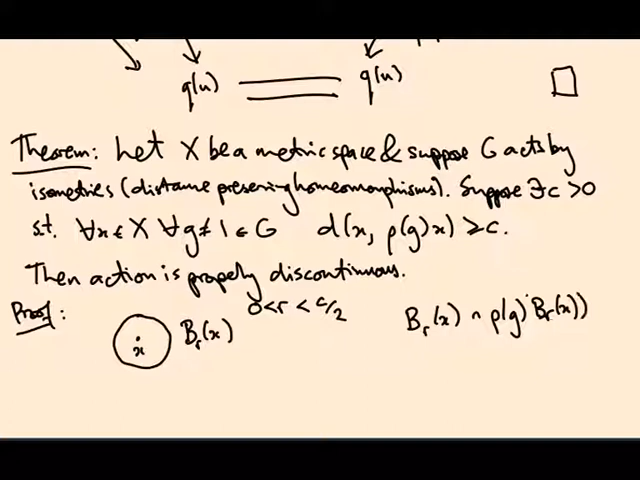 q(u) q(u)
Theorem: Let X be a metric space & suppose G acts by
isometries (distance preserving homeomorphisms). Suppose ∃c > 0
s.t. ∀x ∈ X ∀g ≠ 1 ∈ G d(x, ρ(g)x) ≥ c.
Then action is properly discontinuous.
Proof: x B_r(x) 0 < r < c/2 B_r(x) ∩ ρ(g)(B_r(x))